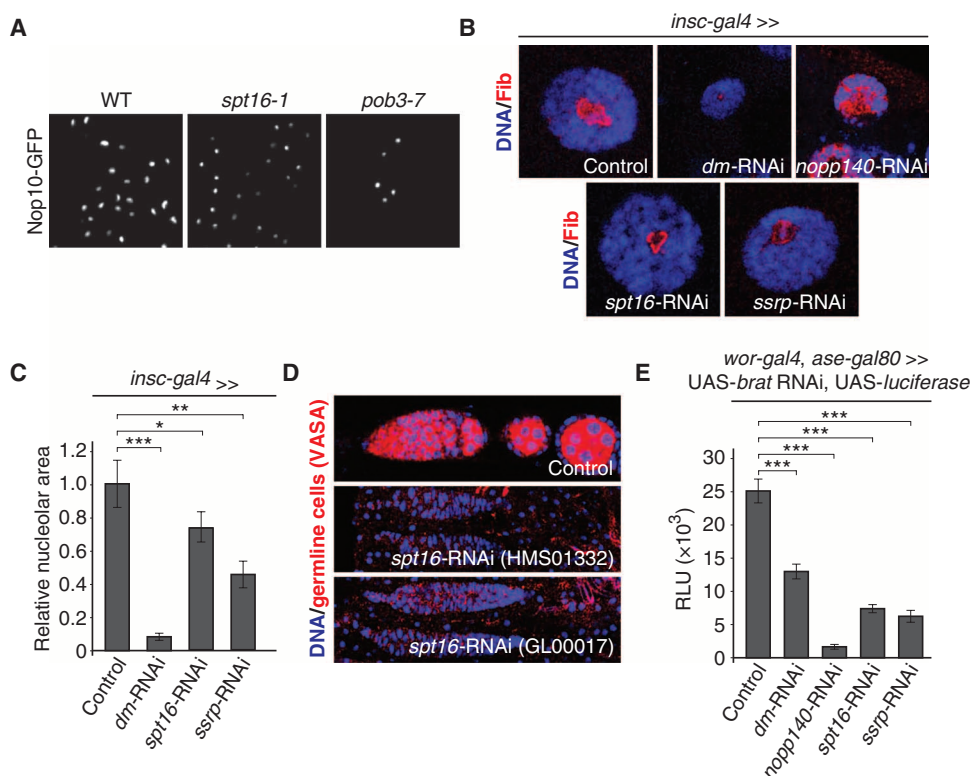 A
WT
spt16-1
pob3-7
Nop10-GFP
B
insc-gal4 >>
DNA/Fib
Control
dm-RNAi
nopp140-RNAi
DNA/Fib
spt16-RNAi
ssrp-RNAi
C
insc-gal4 >>
**
*
***
Relative nucleolar area
1.2
1.0
0.8
0.6
0.4
0.2
0
Control
dm-RNAi
spt16-RNAi
ssrp-RNAi
D
DNA/germline cells (VASA)
Control
spt16-RNAi (HMS01332)
spt16-RNAi (GL00017)
E
wor-gal4, ase-gal80 >>
UAS-brat RNAi, UAS-luciferase
***
***
***
***
RLU (×10³)
30
25
20
15
10
5
0
Control
dm-RNAi
nopp140-RNAi
spt16-RNAi
ssrp-RNAi